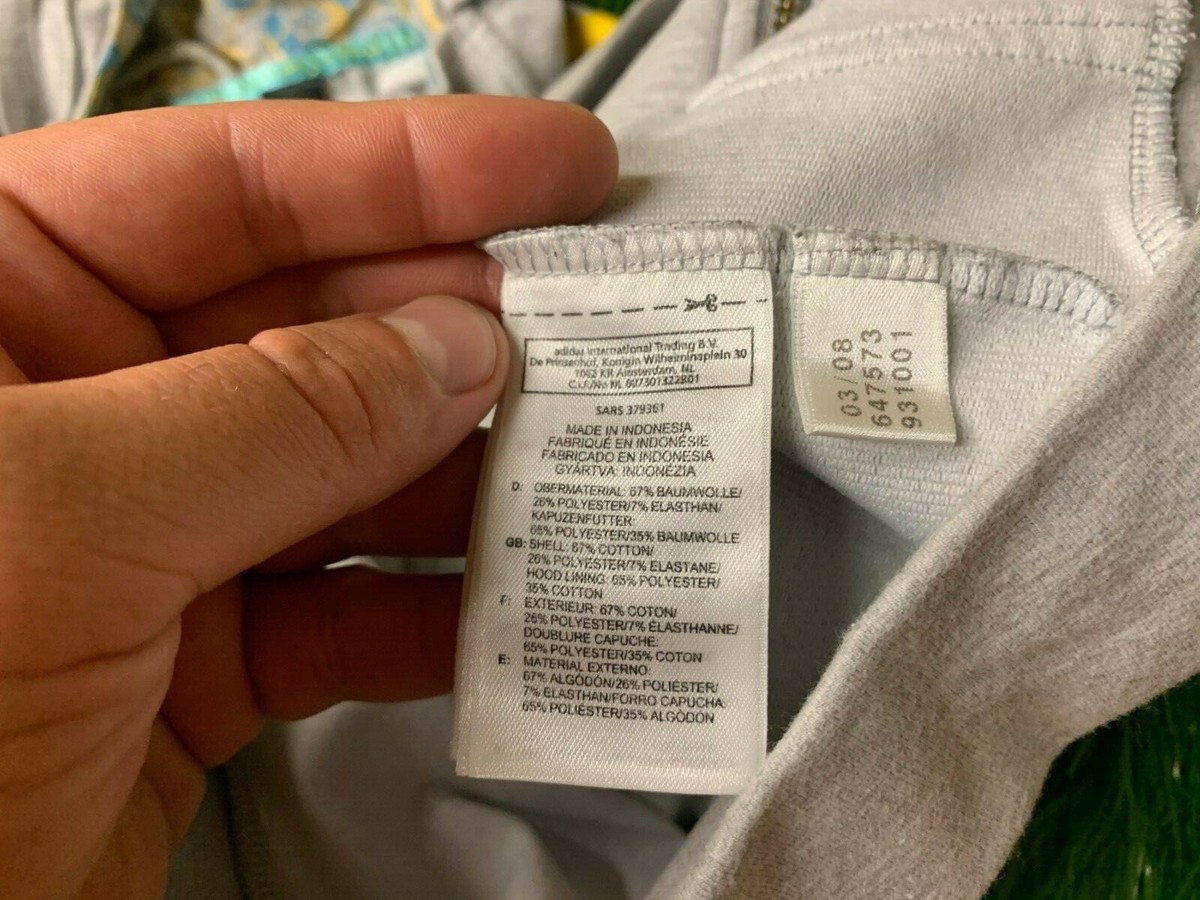 adidas International Trading B.V.
De Prinsenhof, Koningin Wilhelminaplein 30
1062 KR Amsterdam, NL
C.I.F./No NL 007301322B01
SARS 379361
MADE IN INDONESIA
FABRIQUÉ EN INDONÉSIE
FABRICADO EN INDONESIA
GYÁRTVA: INDONÉZIA
D: OBERMATERIAL: 67% BAUMWOLLE/
26% POLYESTER/7% ELASTHAN/
KAPUZENFUTTER:
65% POLYESTER/35% BAUMWOLLE
GB: SHELL: 67% COTTON/
26% POLYESTER/7% ELASTANE/
HOOD LINING: 65% POLYESTER/
35% COTTON
F: EXTERIEUR: 67% COTON/
26% POLYESTER/7% ÉLASTHANNE/
DOUBLURE CAPUCHE:
65% POLYESTER/35% COTON
E: MATERIAL EXTERNO:
67% ALGODÓN/26% POLIÉSTER/
7% ELASTHAN/FORRO CAPUCHA:
65% POLIÉSTER/35% ALGODÓN
03/08
647573
931001